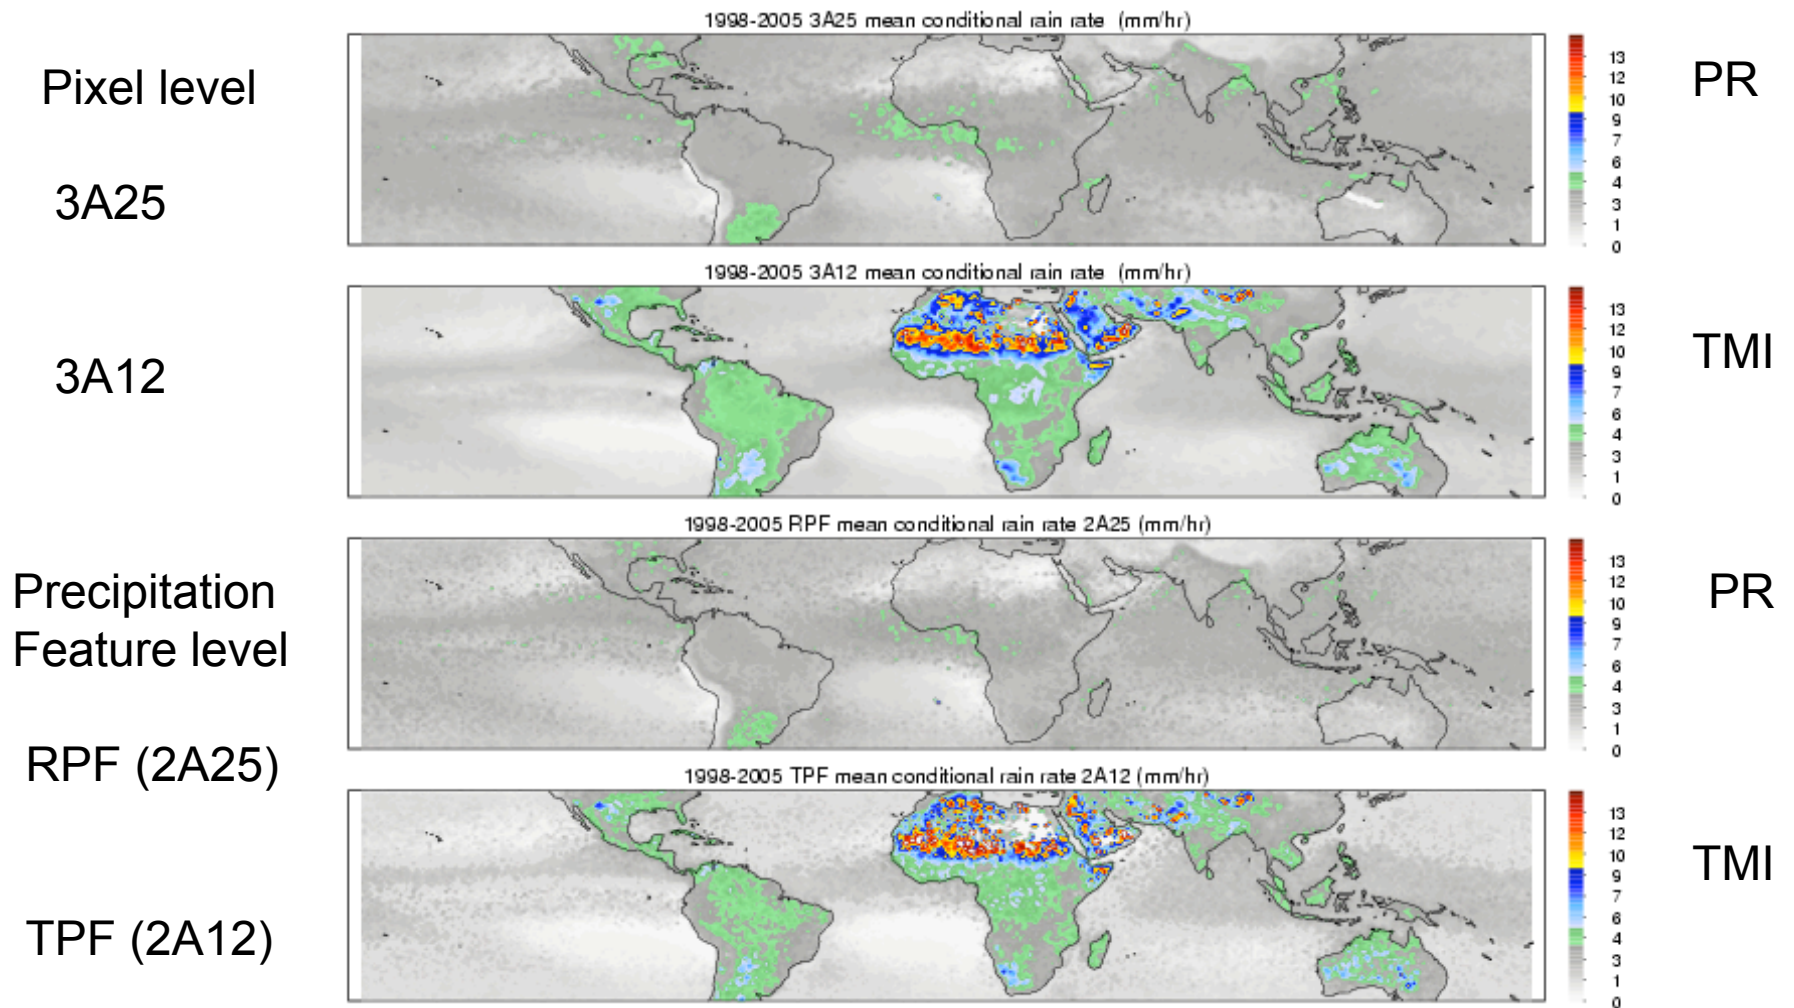 1998-2005 3A25 mean conditional rain rate (mm/hr)
Pixel level
3A25
13
12
10
9
7
6
4
3
1
0
PR
1998-2005 3A12 mean conditional rain rate (mm/hr)
3A12
13
12
10
9
7
6
4
3
1
0
TMI
1998-2005 RPF mean conditional rain rate 2A25 (mm/hr)
Precipitation
Feature level
RPF (2A25)
13
12
10
9
7
6
4
3
1
0
PR
1998-2005 TPF mean conditional rain rate 2A12 (mm/hr)
TPF (2A12)
13
12
10
9
7
6
4
3
1
0
TMI